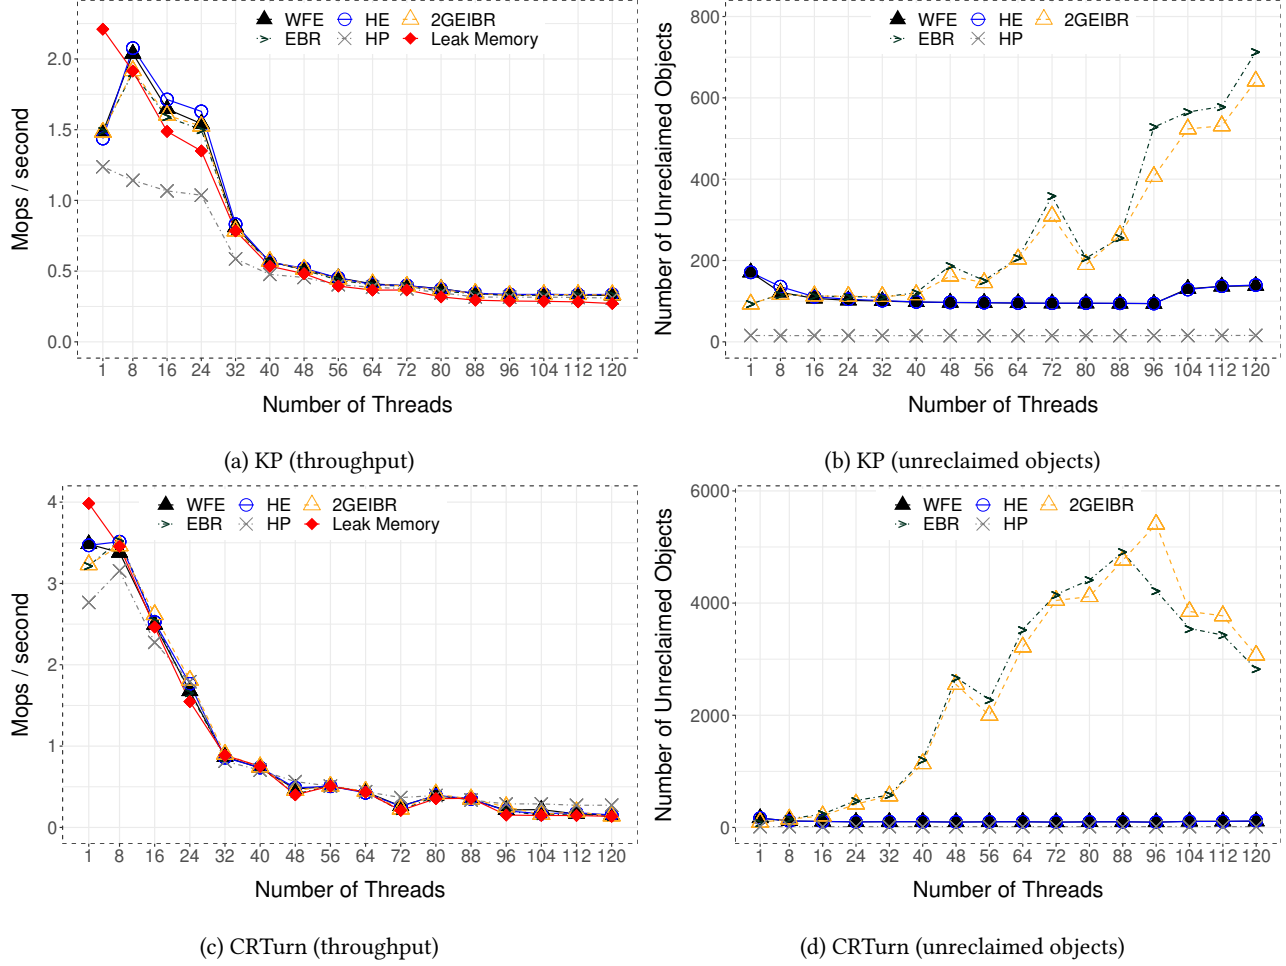 WFE HE 2GEIBR
EBR HP Leak Memory
Mops / second
2.0
1.5
1.0
0.5
0.0
1 8 16 24 32 40 48 56 64 72 80 88 96 104 112 120
Number of Threads
(a) KP (throughput)
WFE HE 2GEIBR
EBR HP
Number of Unreclaimed Objects
800
600
400
200
0
1 8 16 24 32 40 48 56 64 72 80 88 96 104 112 120
Number of Threads
(b) KP (unreclaimed objects)
WFE HE 2GEIBR
EBR HP Leak Memory
Mops / second
4
3
2
1
0
1 8 16 24 32 40 48 56 64 72 80 88 96 104 112 120
Number of Threads
(c) CRTurn (throughput)
WFE HE 2GEIBR
EBR HP
Number of Unreclaimed Objects
6000
4000
2000
0
1 8 16 24 32 40 48 56 64 72 80 88 96 104 112 120
Number of Threads
(d) CRTurn (unreclaimed objects)